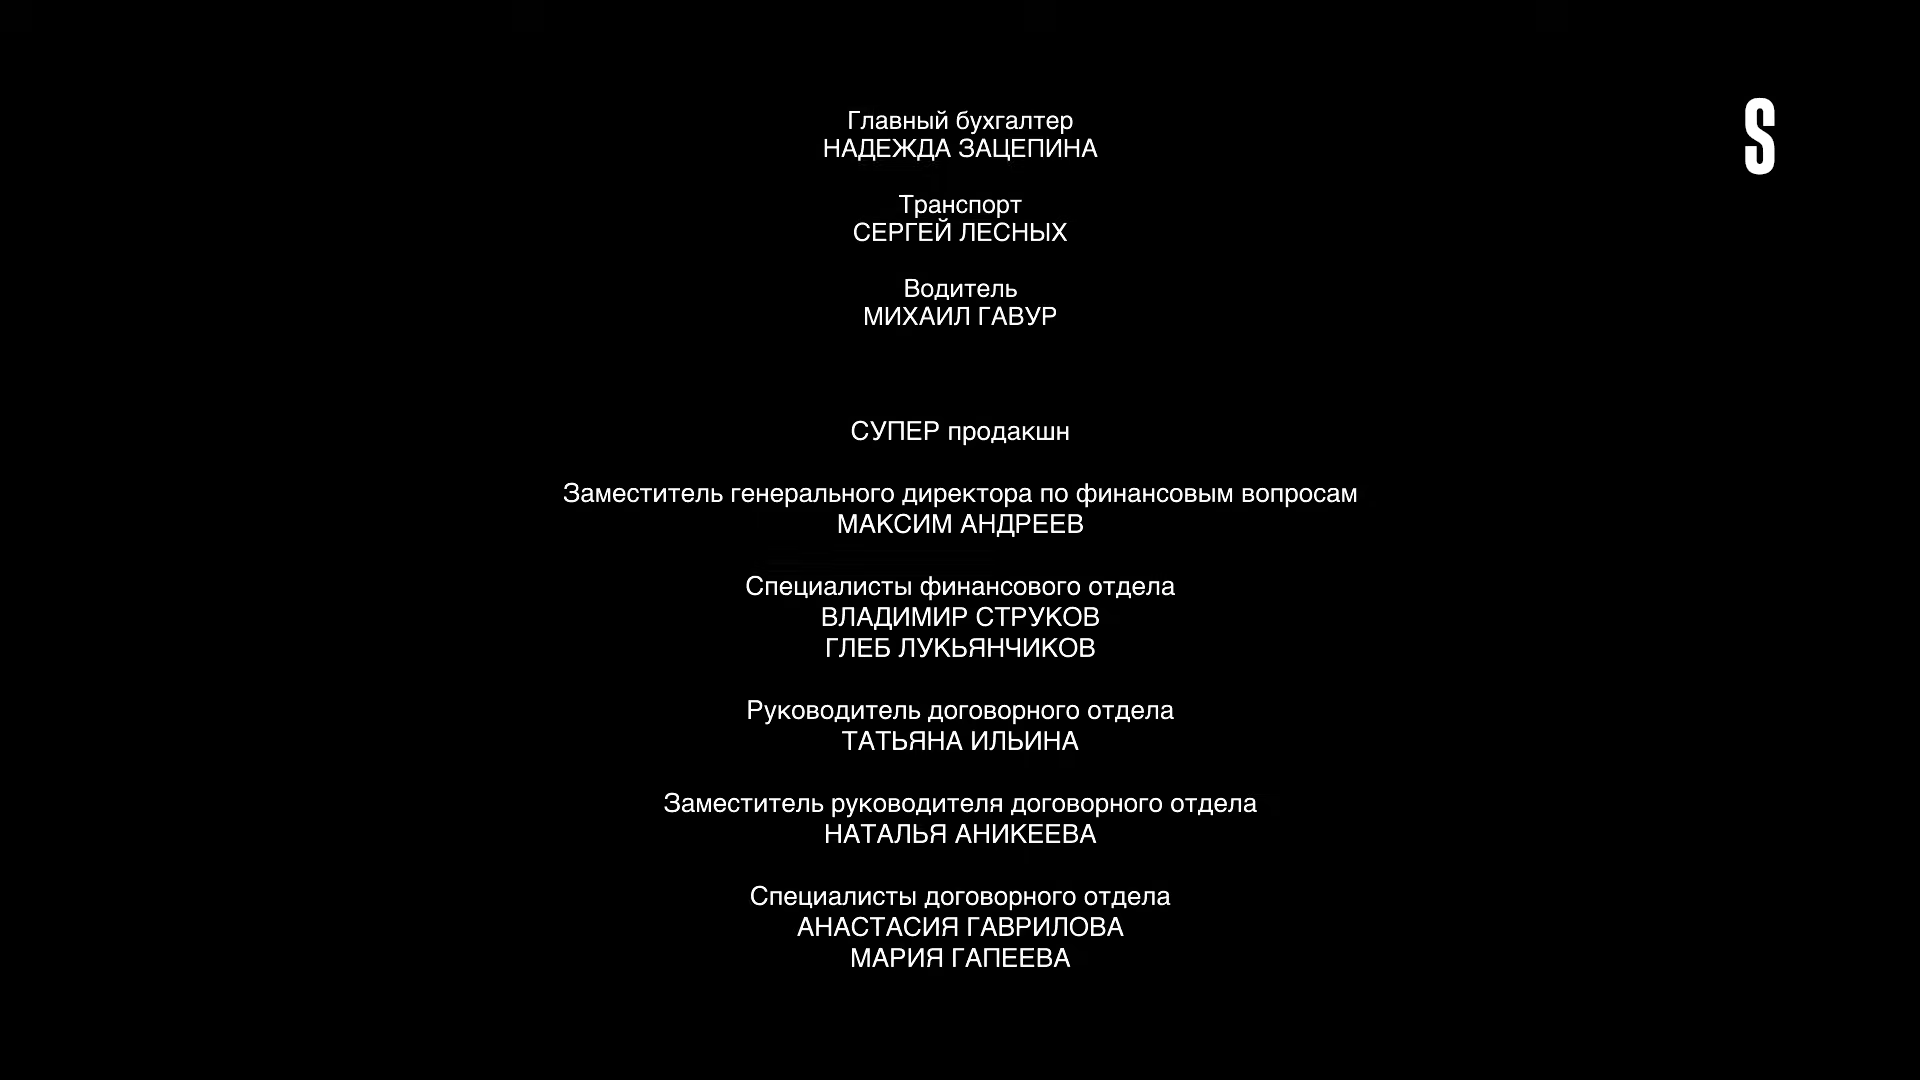 S
Главный бухгалтер
НАДЕЖДА ЗАЦЕПИНА
Транспорт
СЕРГЕЙ ЛЕСНЫХ
Водитель
МИХАИЛ ГАВУР
СУПЕР продакшн
Заместитель генерального директора по финансовым вопросам
МАКСИМ АНДРЕЕВ
Специалисты финансового отдела
ВЛАДИМИР СТРУКОВ
ГЛЕБ ЛУКЬЯНЧИКОВ
Руководитель договорного отдела
ТАТЬЯНА ИЛЬИНА
Заместитель руководителя договорного отдела
НАТАЛЬЯ АНИКЕЕВА
Специалисты договорного отдела
АНАСТАСИЯ ГАВРИЛОВА
МАРИЯ ГАПЕЕВА